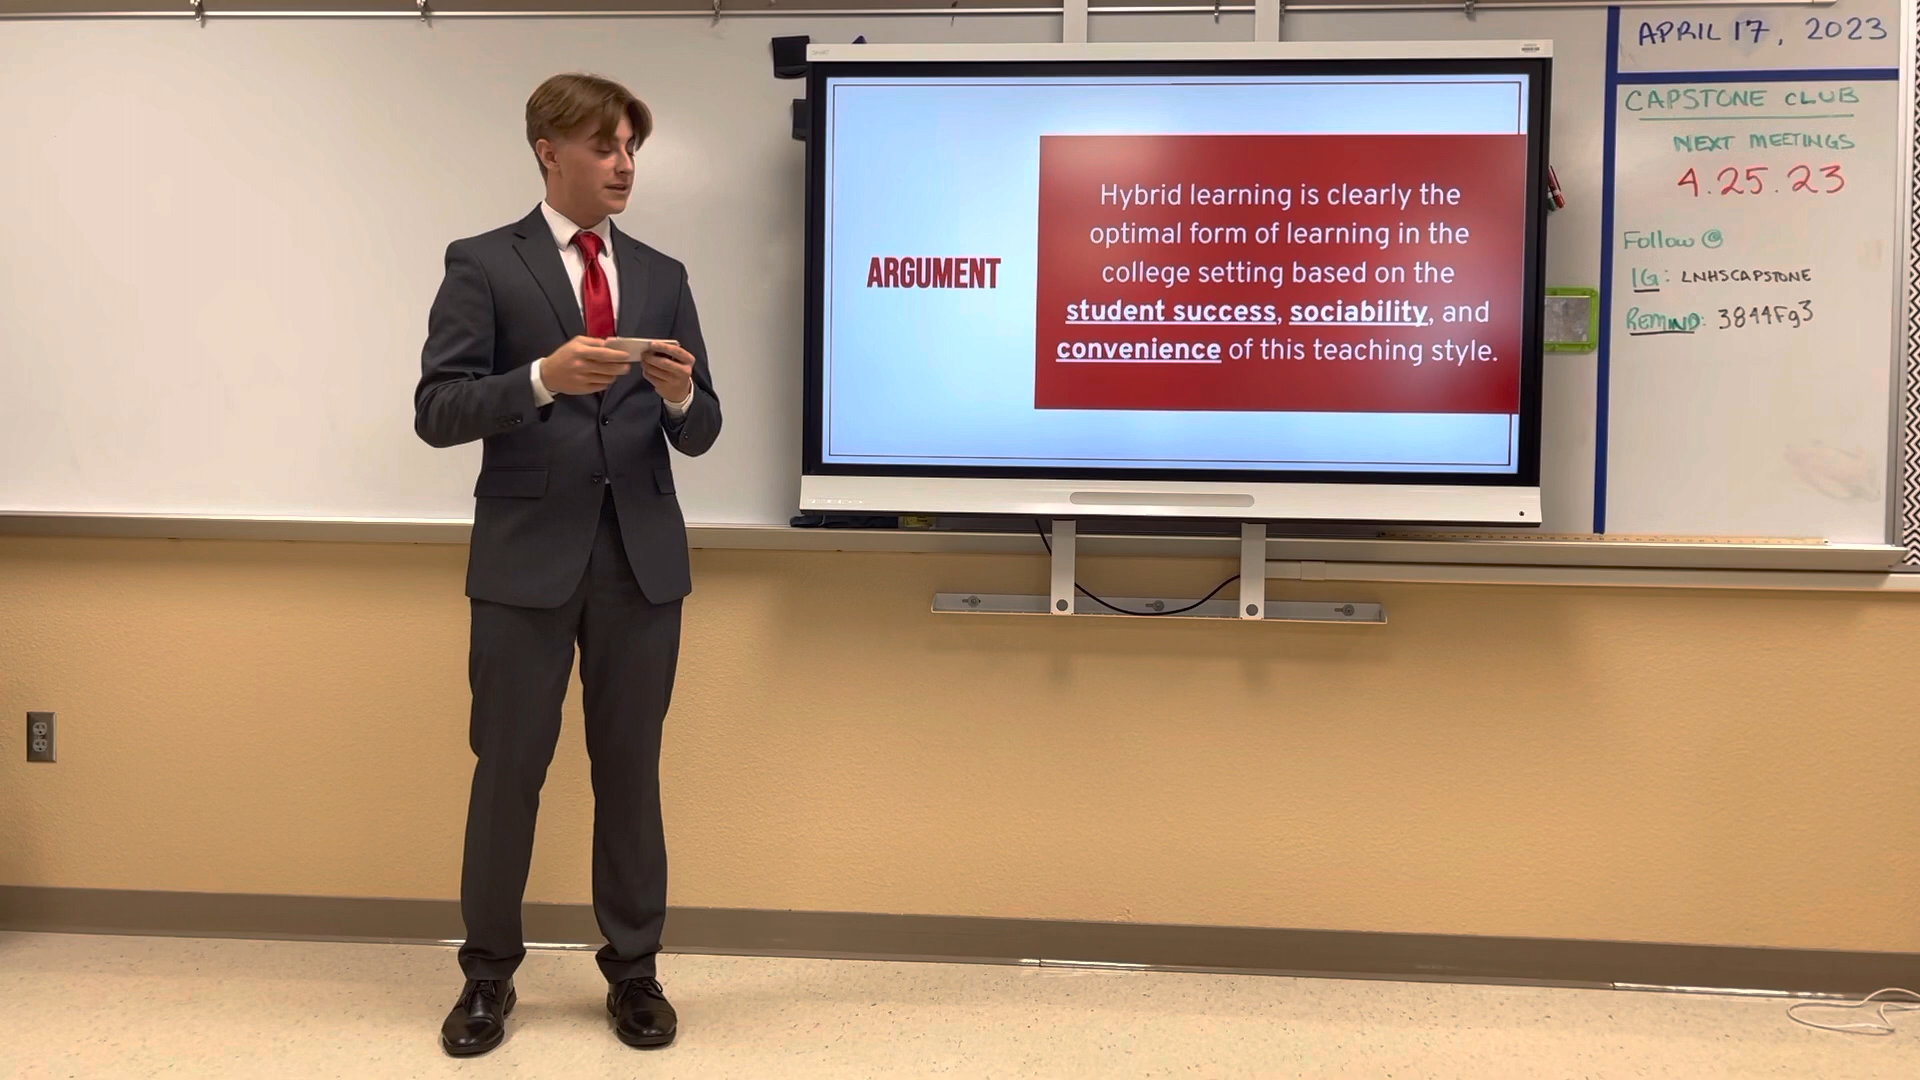 ARGUMENT
Hybrid learning is clearly the
optimal form of learning in the
college setting based on the
student success, sociability, and
convenience of this teaching style.
APRIL 17, 2023
CAPSTONE CLUB
NEXT MEETINGS
4.25.23
Follow @
IG: LNHSCAPSTONE
REMIND: 3844Fg3